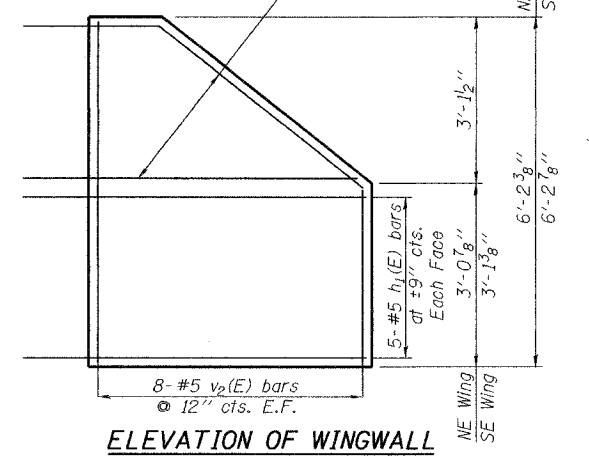 N
S
3'-1½"
6'-2⅜"
6'-2⅞"
5-#5 h₁(E) bars
at ±9" cts.
Each Face
3'-0⅞"
3'-1⅜"
8-#5 v₂(E) bars
@ 12" cts. E.F.
NE Wing
SE Wing
ELEVATION OF WINGWALL